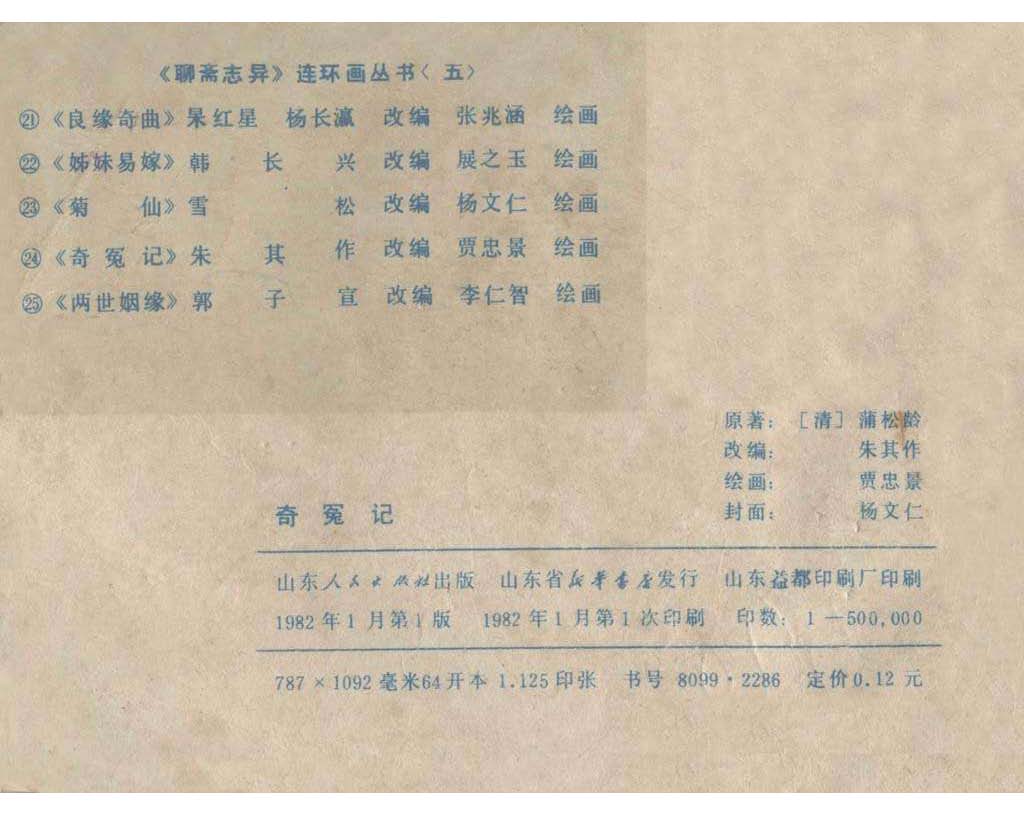 《聊斋志异》连环画丛书〈五〉
㉑《良缘奇曲》杲红星 杨长瀛 改编 张兆涵 绘画
㉒《姊妹易嫁》韩长兴 改编 展之玉 绘画
㉓《菊仙》雪松 改编 杨文仁 绘画
㉔《奇冤记》朱其作 改编 贾忠景 绘画
㉕《两世姻缘》郭子宣 改编 李仁智 绘画
原著：［清］蒲松龄
改编：朱其作
绘画：贾忠景
封面：杨文仁
奇冤记
山东人民出版社出版 山东省新华书店发行 山东益都印刷厂印刷
1982年1月第1版 1982年1月第1次印刷 印数：1—500,000
787×1092毫米64开本 1.125印张 书号 8099·2286 定价0.12元